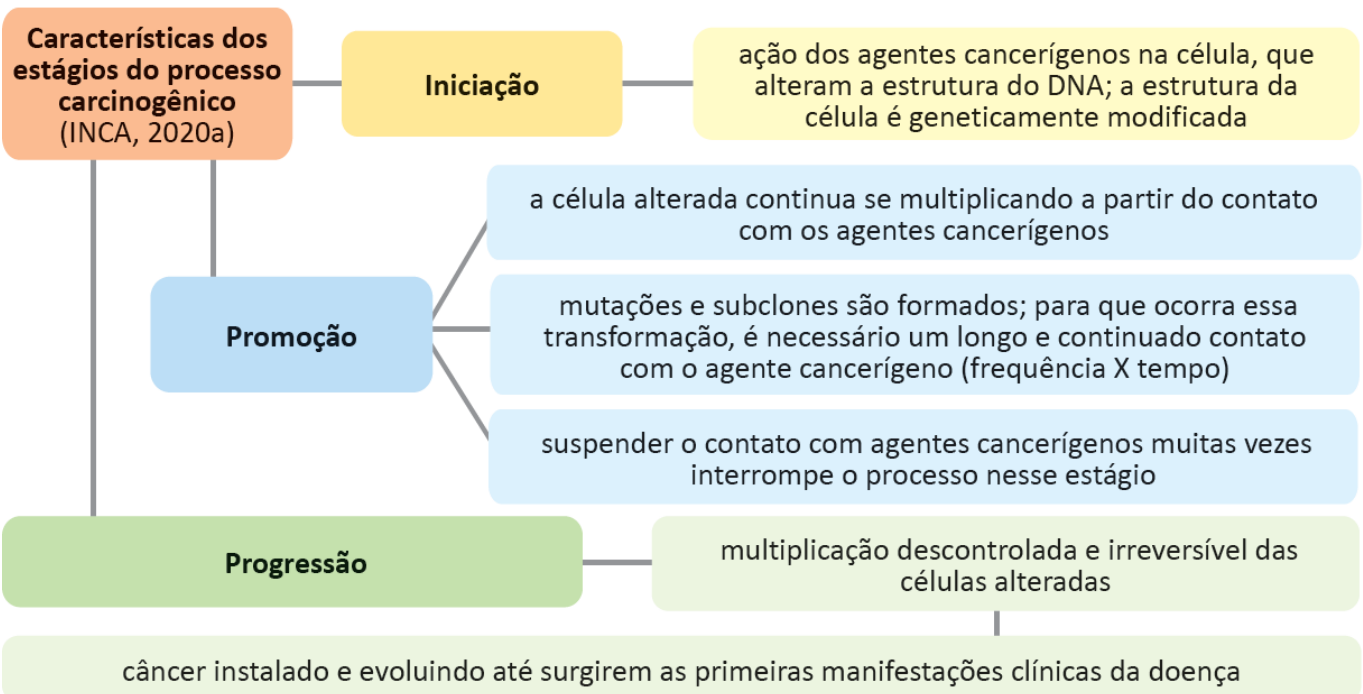 Características dos
estágios do processo
carcinogênico
(INCA, 2020a)
Iniciação
ação dos agentes cancerígenos na célula, que
alteram a estrutura do DNA; a estrutura da
célula é geneticamente modificada
Promoção
a célula alterada continua se multiplicando a partir do contato
com os agentes cancerígenos
mutações e subclones são formados; para que ocorra essa
transformação, é necessário um longo e continuado contato
com o agente cancerígeno (frequência X tempo)
suspender o contato com agentes cancerígenos muitas vezes
interrompe o processo nesse estágio
Progressão
multiplicação descontrolada e irreversível das
células alteradas
câncer instalado e evoluindo até surgirem as primeiras manifestações clínicas da doença